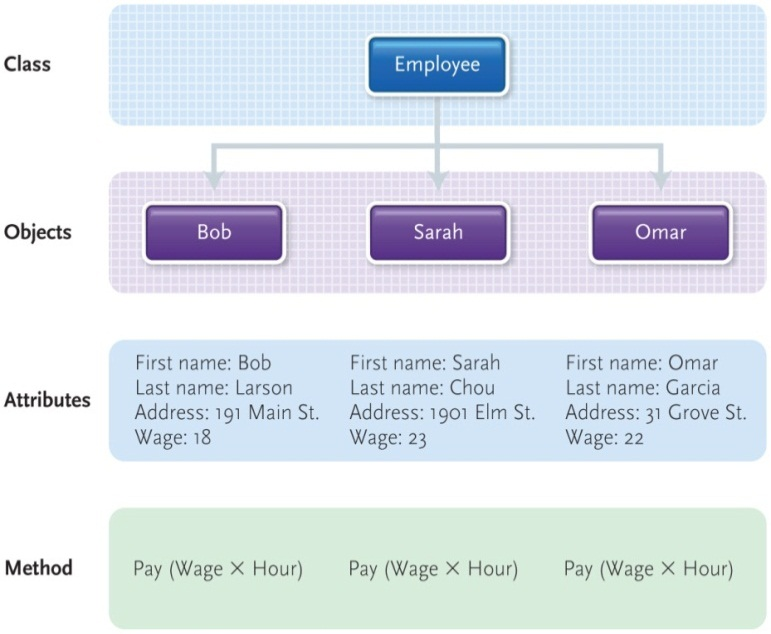 Class
Employee
Objects
Bob
Sarah
Omar
Attributes
First name: Bob
Last name: Larson
Address: 191 Main St.
Wage: 18
First name: Sarah
Last name: Chou
Address: 1901 Elm St.
Wage: 23
First name: Omar
Last name: Garcia
Address: 31 Grove St.
Wage: 22
Method
Pay (Wage × Hour)
Pay (Wage × Hour)
Pay (Wage × Hour)